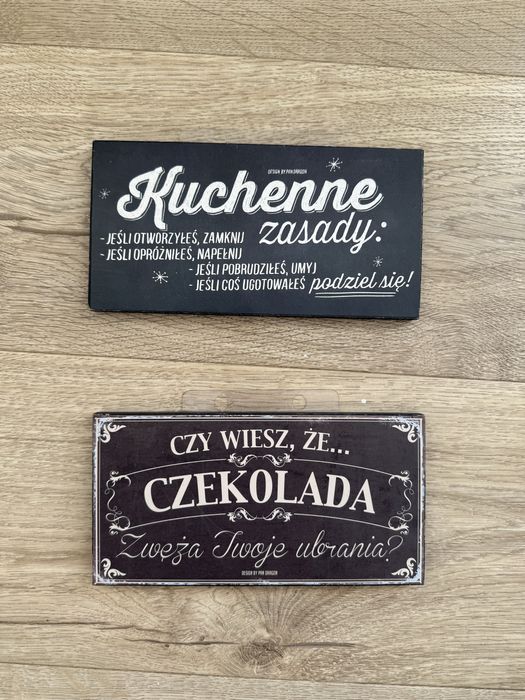 DESIGN BY PAN DRAGON
Kuchenne
zasady:
- JEŚLI OTWORZYŁEŚ, ZAMKNIJ
- JEŚLI OPRÓŻNIŁEŚ, NAPEŁNIJ
- JEŚLI POBRUDZIŁEŚ, UMYJ
- JEŚLI COŚ UGOTOWAŁEŚ podziel się!
CZY WIESZ, ŻE...
CZEKOLADA
Zwęża Twoje ubrania?
DESIGN BY PAN DRAGON